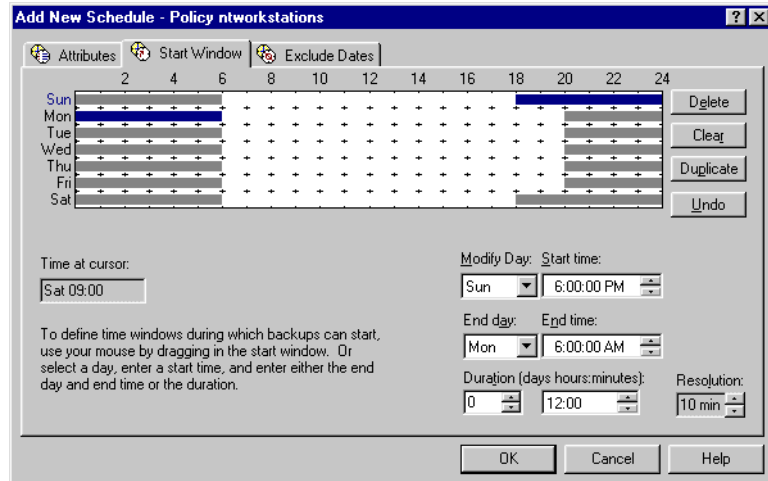 Add New Schedule - Policy ntworkstations
Attributes Start Window Exclude Dates
2 4 6 8 10 12 14 16 18 20 22 24
Sun
Mon
Tue
Wed
Thu
Fri
Sat
Delete
Clear
Duplicate
Undo
Time at cursor:
Sat 09:00
To define time windows during which backups can start,
use your mouse by dragging in the start window. Or
select a day, enter a start time, and enter either the end
day and end time or the duration.
Modify Day: Start time:
Sun 6:00:00 PM
End day: End time:
Mon 6:00:00 AM
Duration (days hours:minutes): Resolution:
0 12:00 10 min
OK Cancel Help